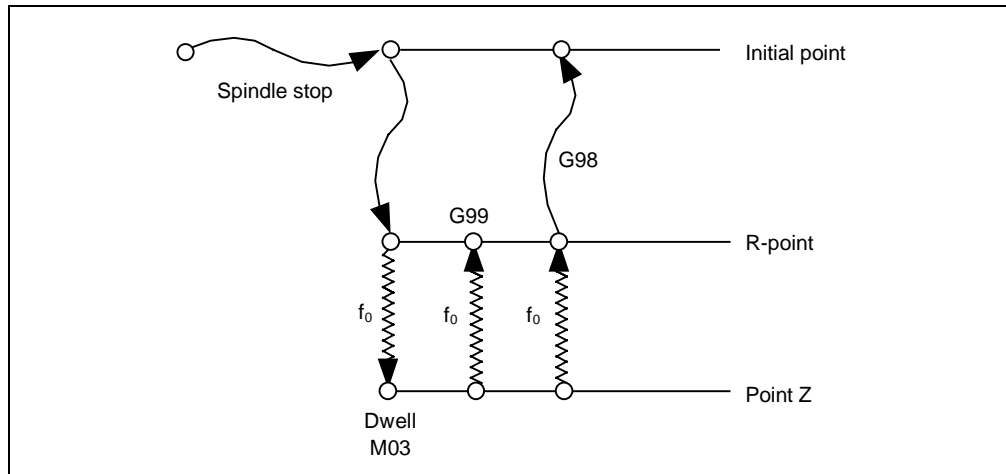 Initial point
Spindle stop
G98
G99
R-point
f₀
f₀
f₀
Point Z
Dwell
M03